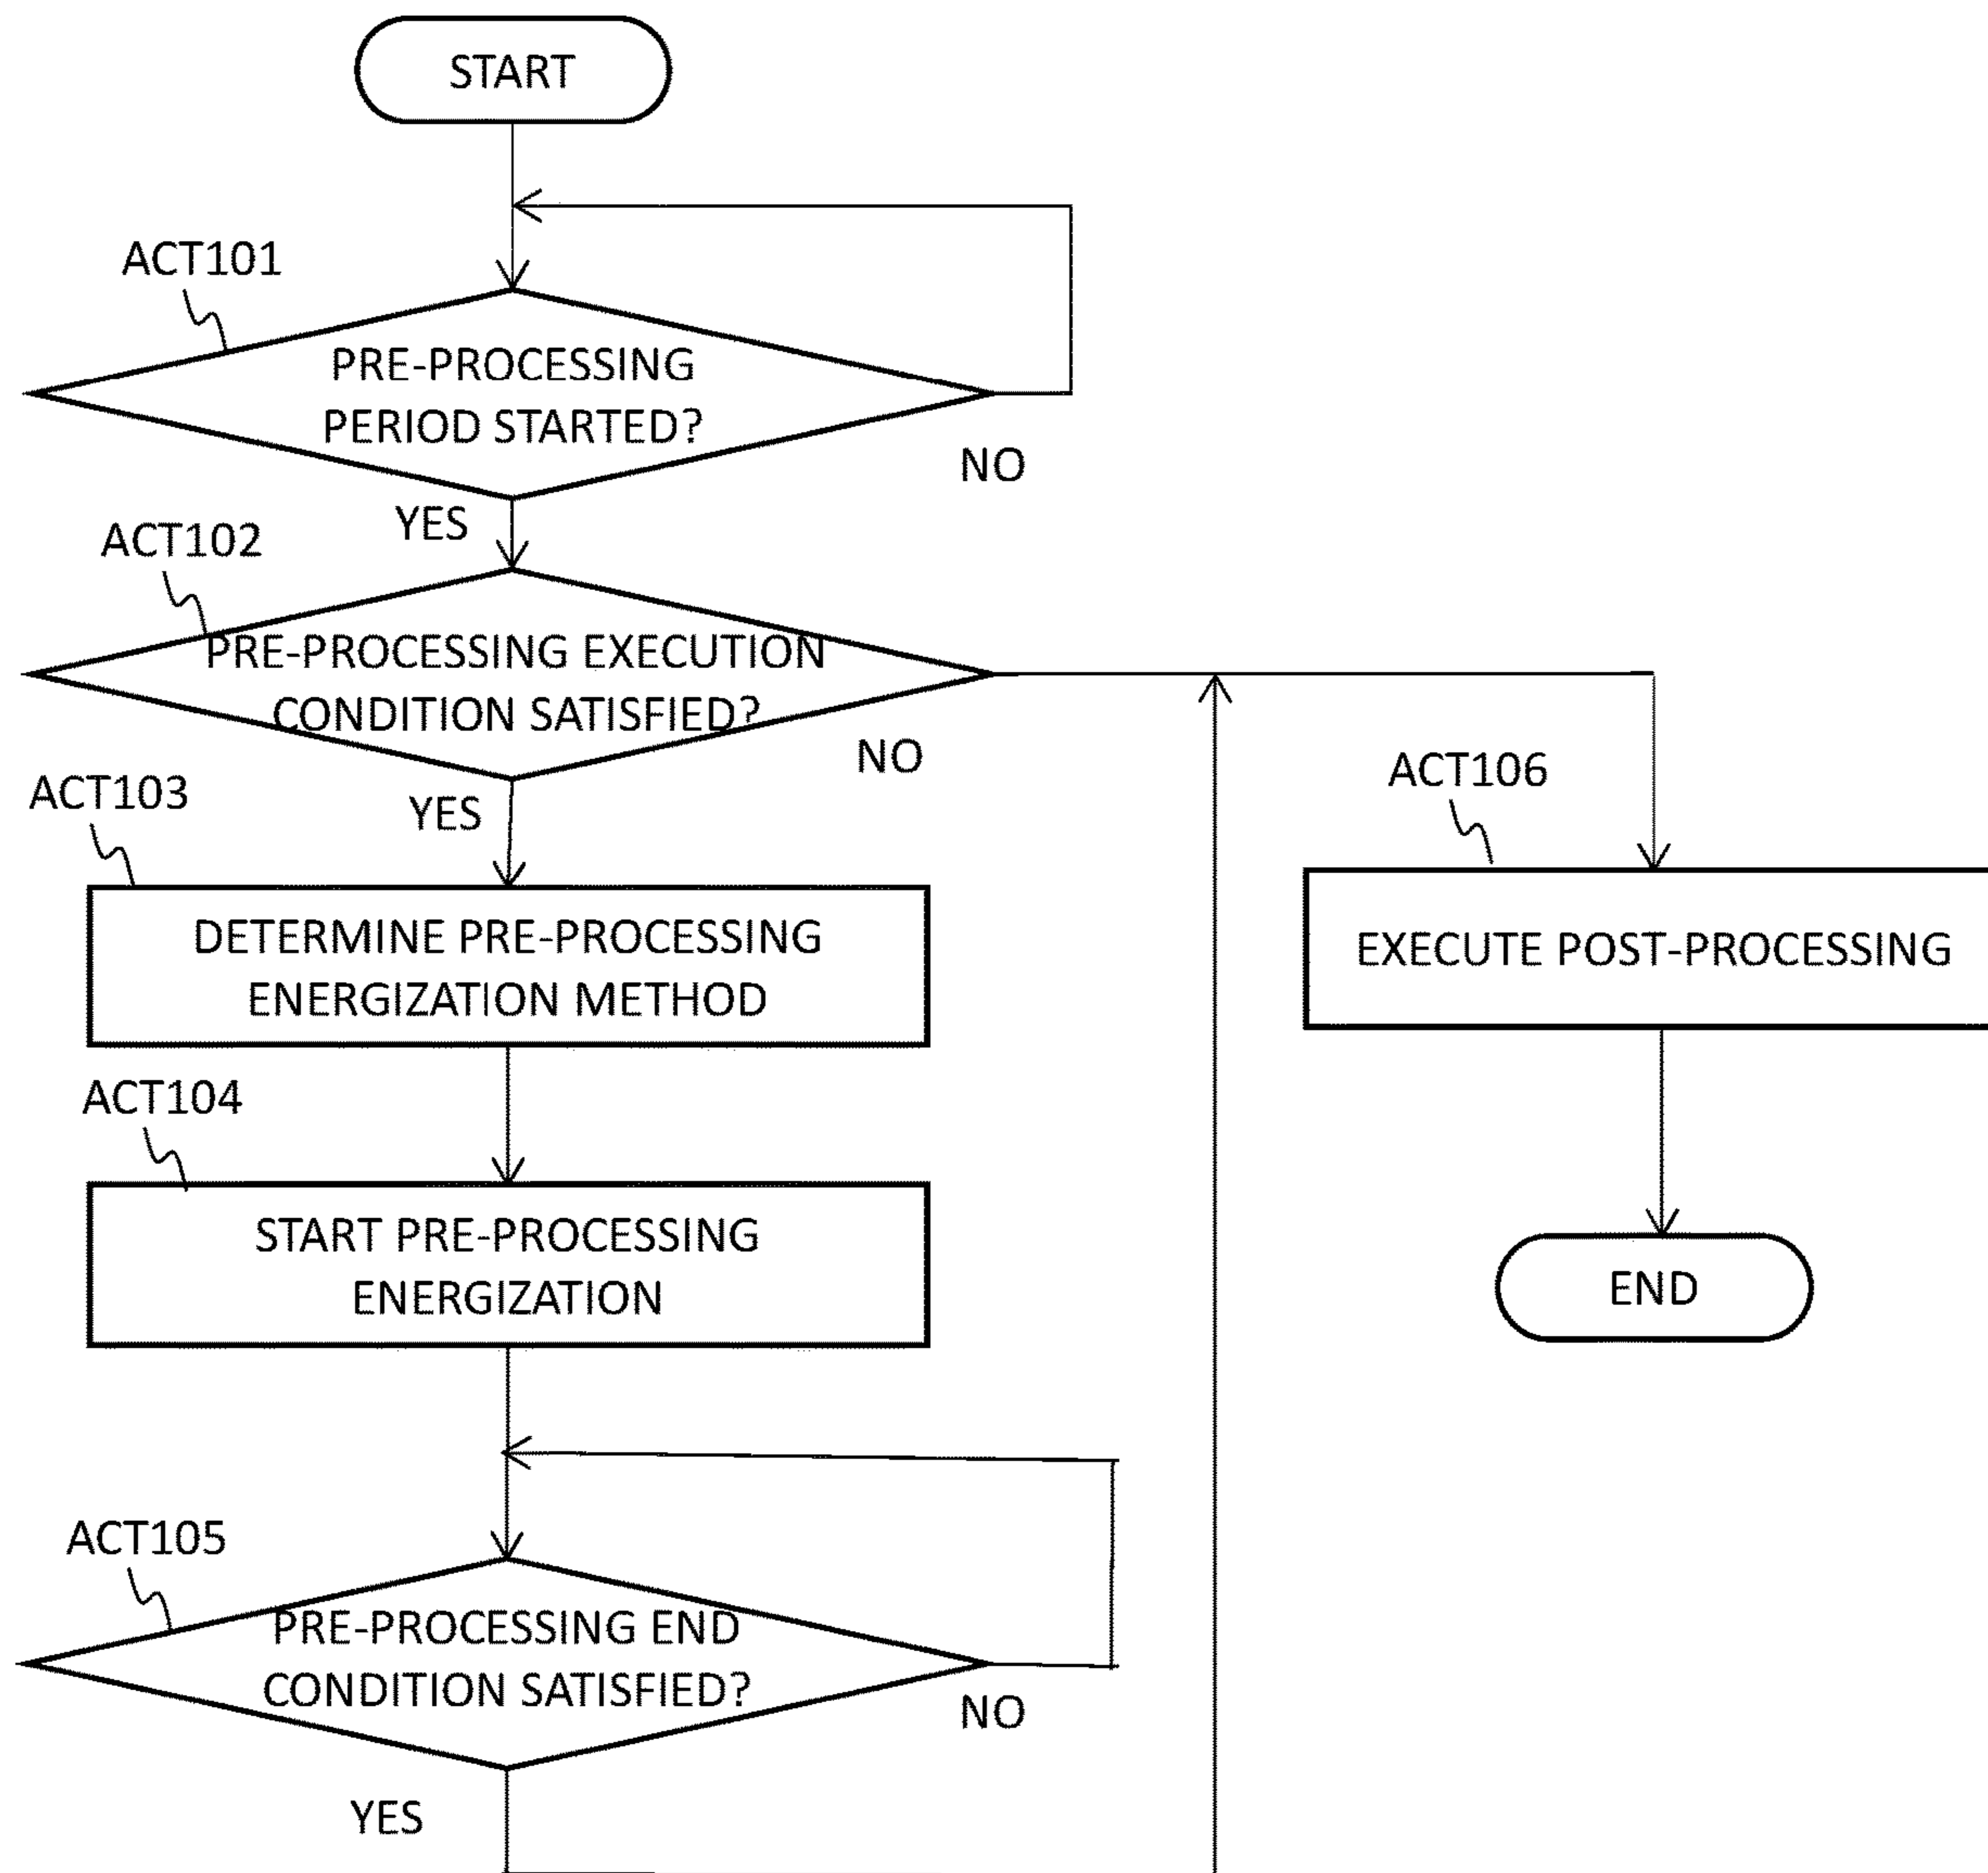 START
ACT101
PRE-PROCESSING
PERIOD STARTED?
NO
YES
ACT102
PRE-PROCESSING EXECUTION
CONDITION SATISFIED?
NO
YES
ACT103
DETERMINE PRE-PROCESSING
ENERGIZATION METHOD
ACT104
START PRE-PROCESSING
ENERGIZATION
ACT105
PRE-PROCESSING END
CONDITION SATISFIED?
NO
YES
ACT106
EXECUTE POST-PROCESSING
END